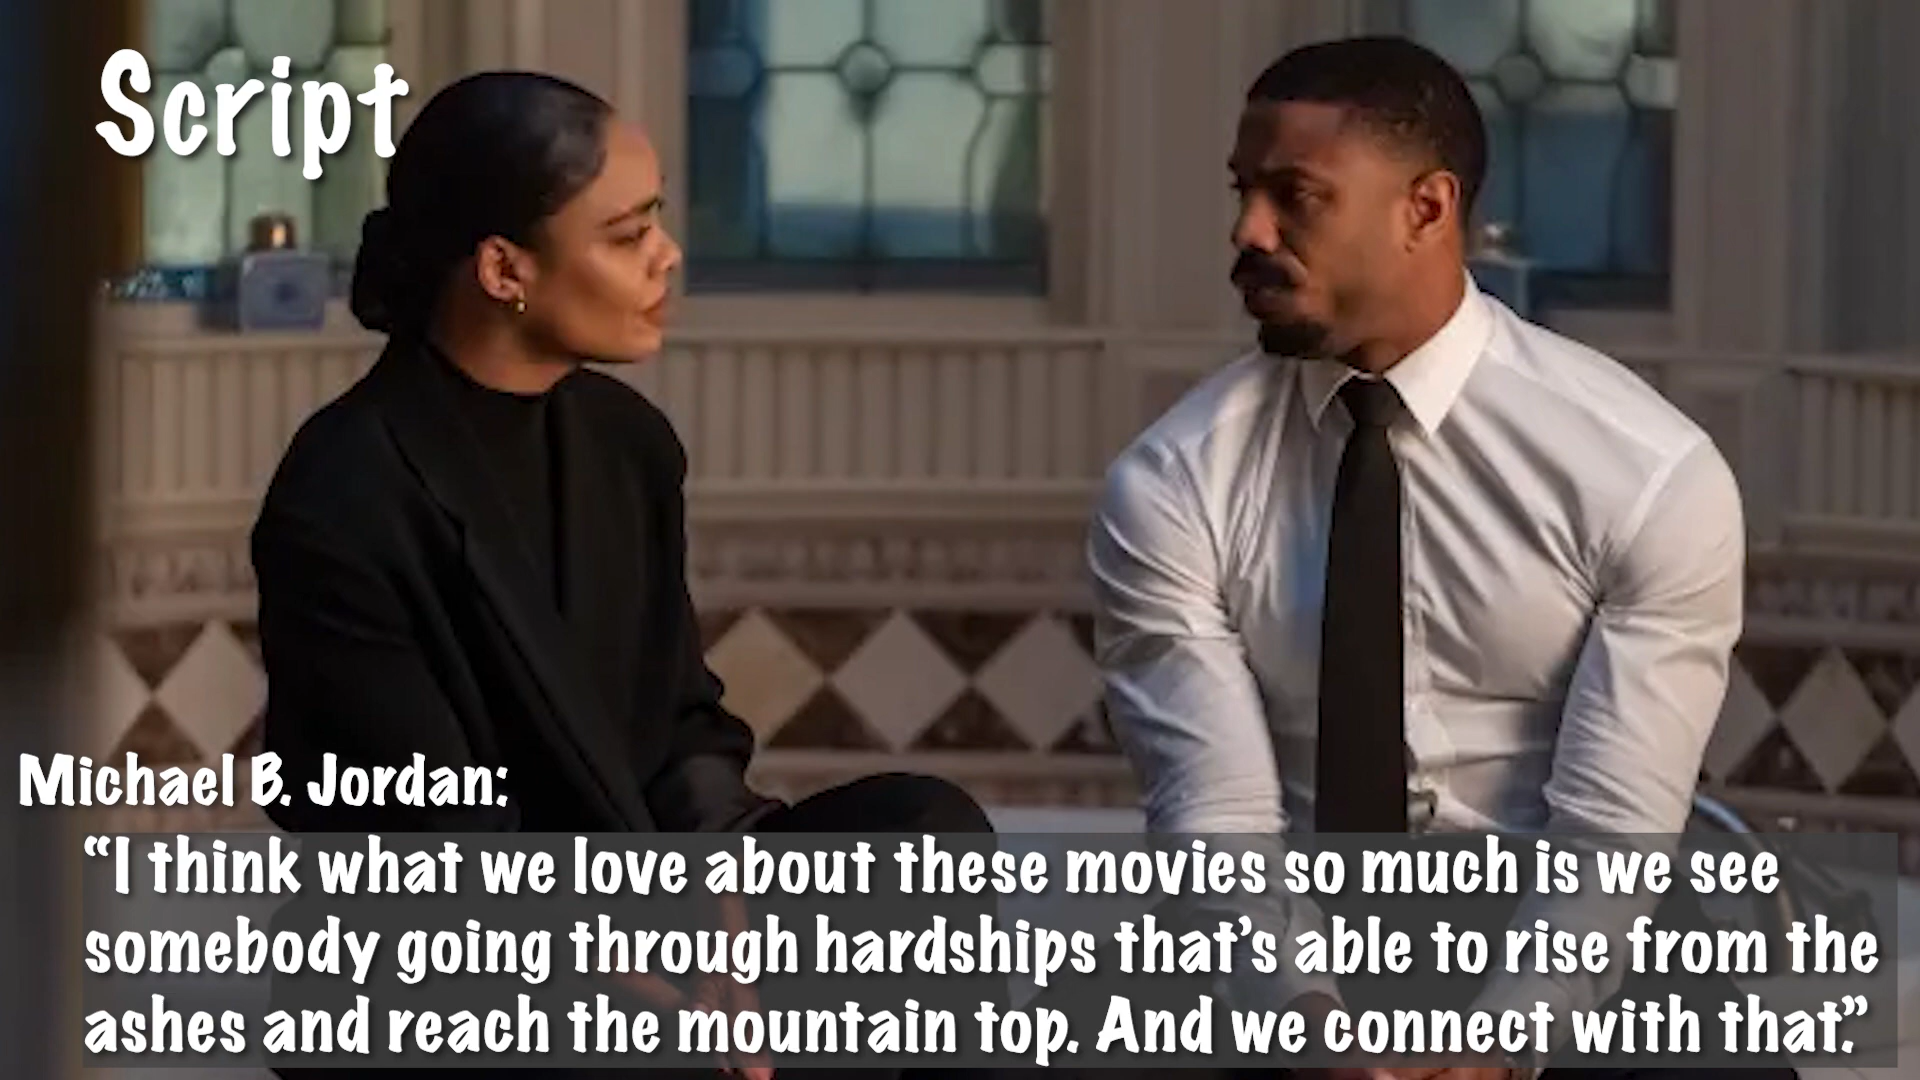 Script
Michael B. Jordan:
“I think what we love about these movies so much is we see
somebody going through hardships that’s able to rise from the
ashes and reach the mountain top. And we connect with that.”